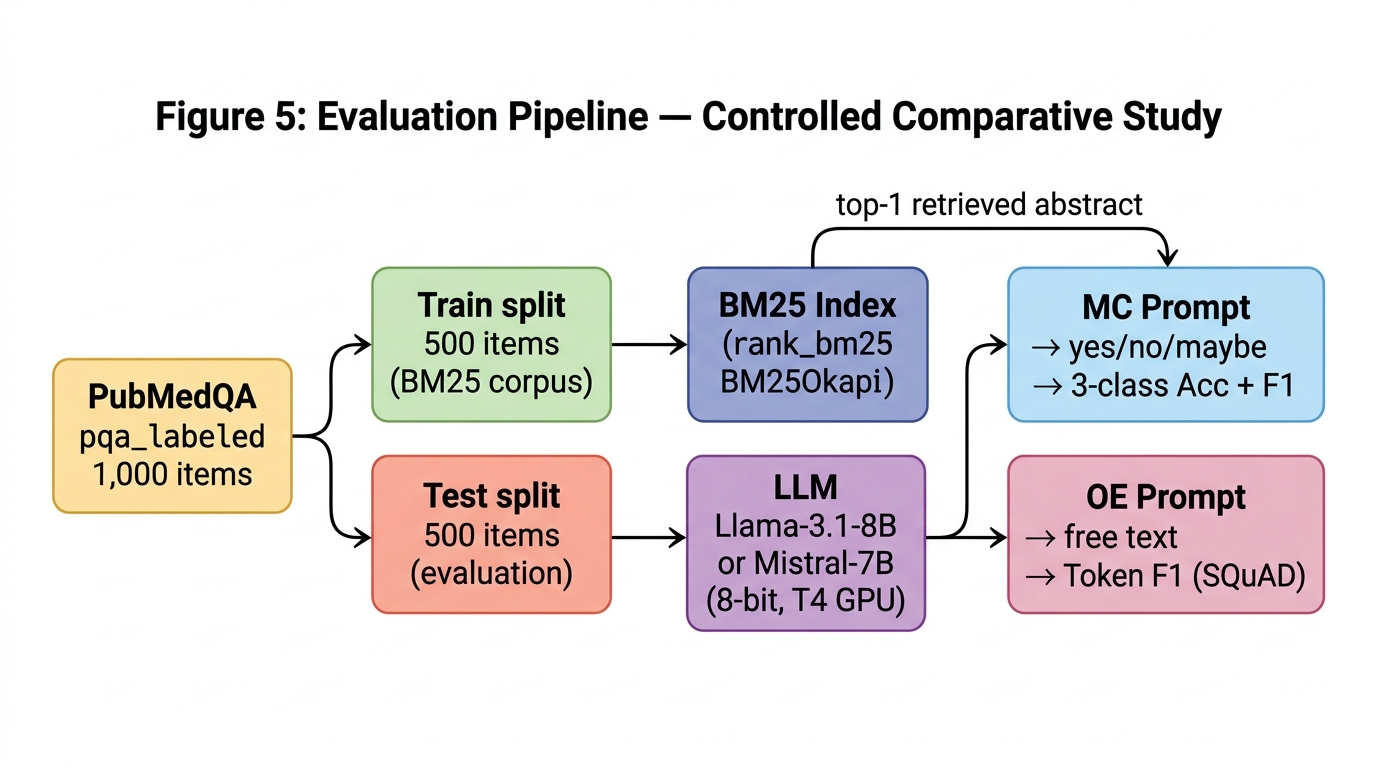 Figure 5: Evaluation Pipeline — Controlled Comparative Study
top-1 retrieved abstract
PubMedQA
pqa_labeled
1,000 items
Train split
500 items
(BM25 corpus)
BM25 Index
(rank_bm25
BM25Okapi)
MC Prompt
→ yes/no/maybe
→ 3-class Acc + F1
Test split
500 items
(evaluation)
LLM
Llama-3.1-8B
or Mistral-7B
(8-bit, T4 GPU)
OE Prompt
→ free text
→ Token F1 (SQuAD)